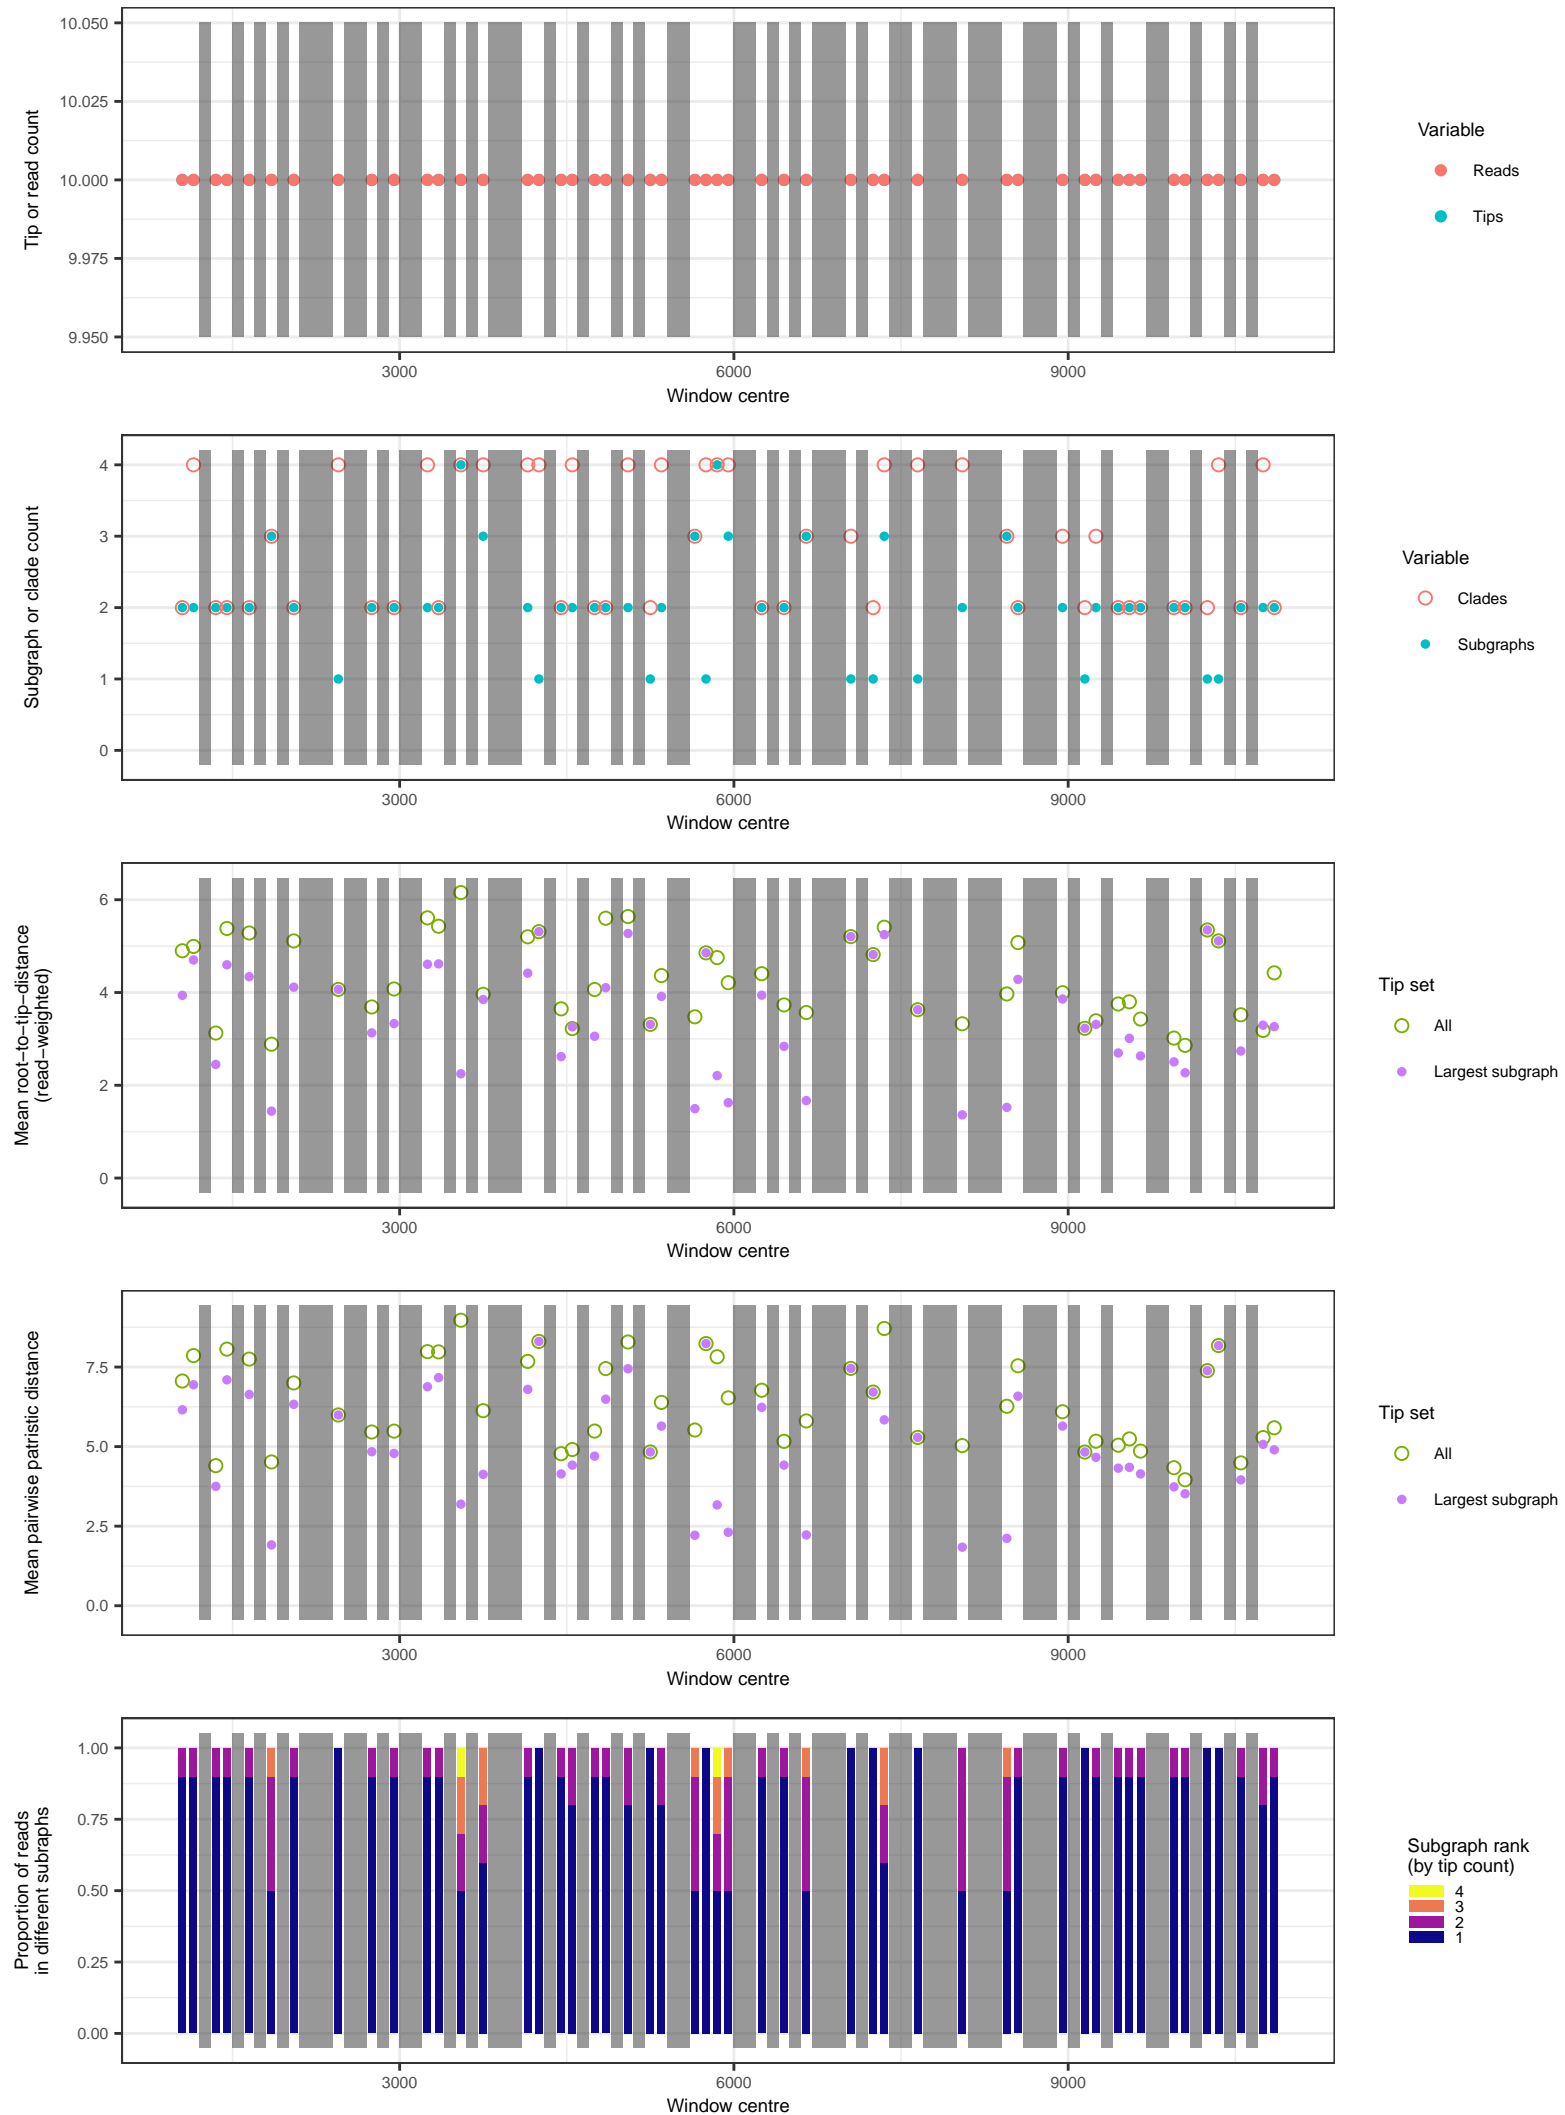 10.050
10.025
10.000
9.975
9.950
Tip or read count
3000
6000
9000
Window centre
Variable
Reads
Tips
4
3
2
1
0
Subgraph or clade count
3000
6000
9000
Window centre
Variable
Clades
Subgraphs
6
4
2
0
Mean root−to−tip−distance
(read−weighted)
3000
6000
9000
Window centre
Tip set
All
Largest subgraph
7.5
5.0
2.5
0.0
Mean pairwise patristic distance
3000
6000
9000
Window centre
Tip set
All
Largest subgraph
1.00
0.75
0.50
0.25
0.00
Proportion of reads
in different subraphs
3000
6000
9000
Window centre
Subgraph rank
(by tip count)
4
3
2
1